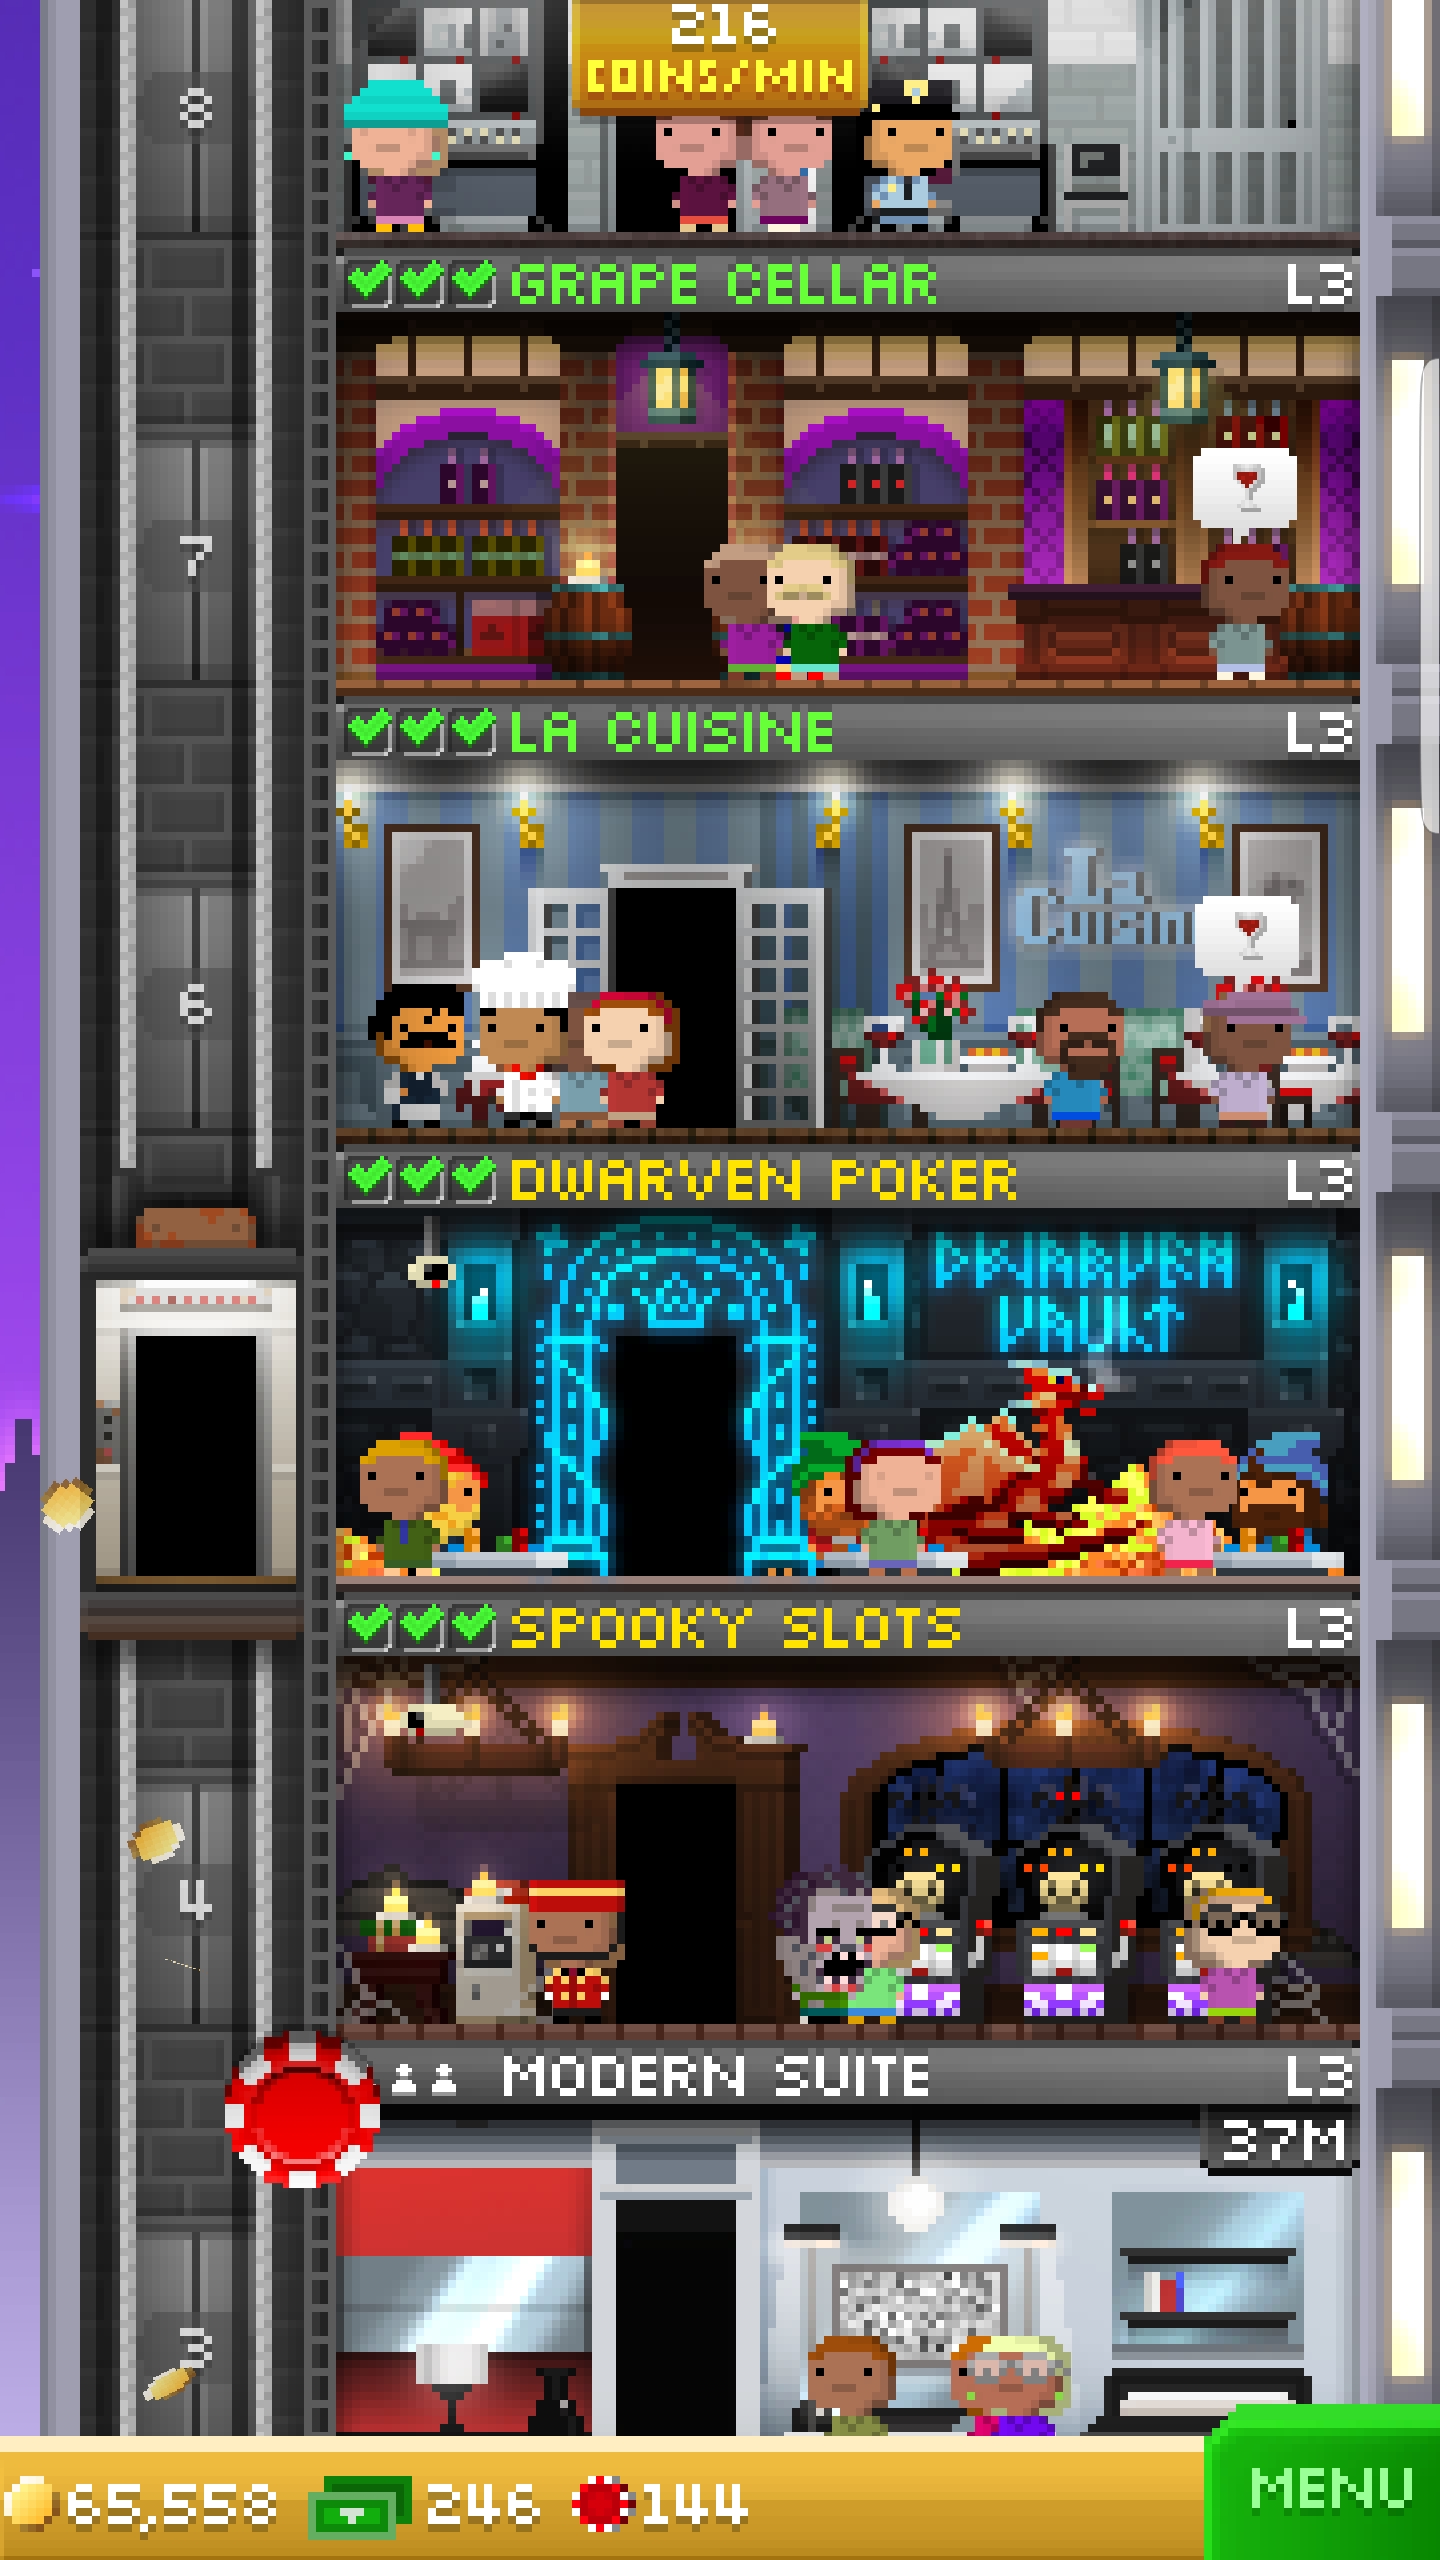 216
COINS/MIN
8
GRAPE CELLAR L3
7
LA CUISINE L3
La
Cuisin
6
DWARVEN POKER L3
DWARVEN
VAULT
SPOOKY SLOTS L3
4
MODERN SUITE L3
37M
3
65,558 246 144
MENU